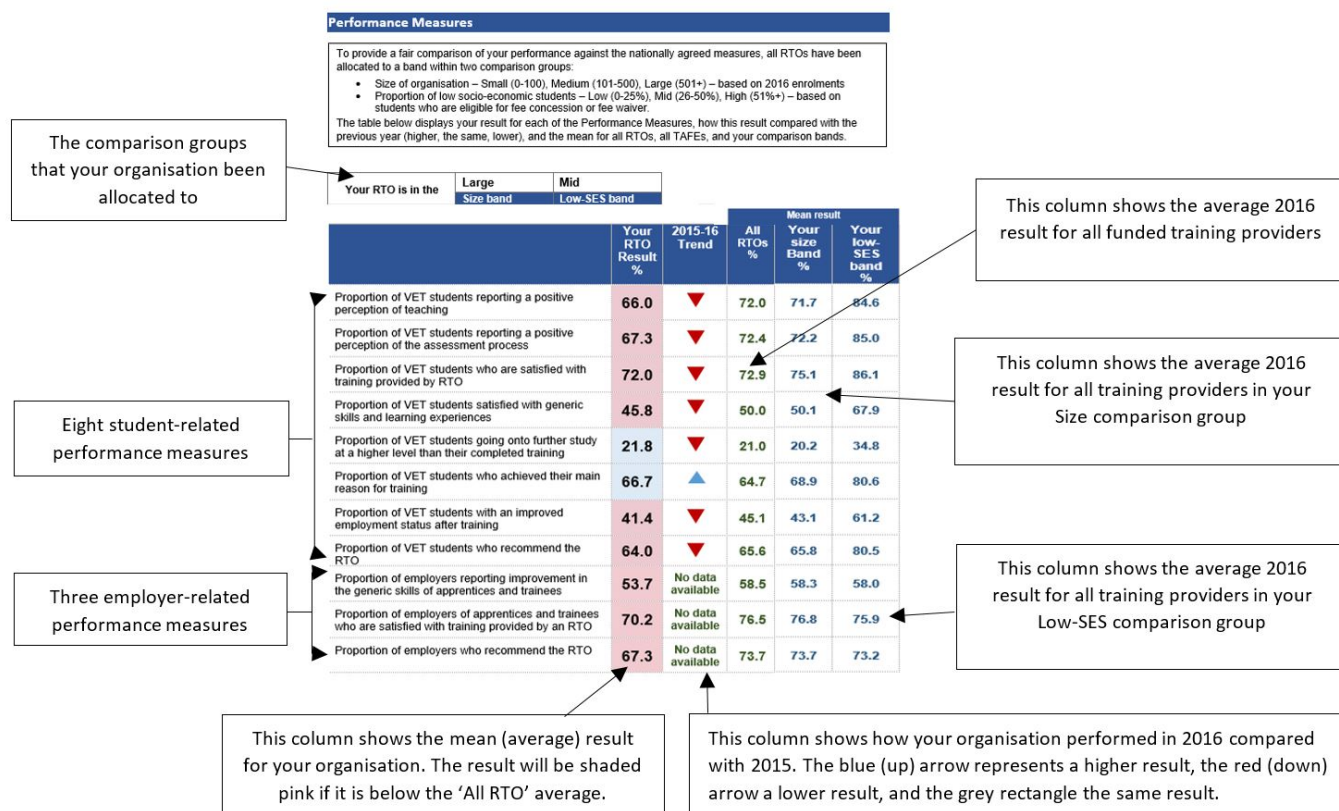 Performance Measures
To provide a fair comparison of your performance against the nationally agreed measures, all RTOs have been
allocated to a band within two comparison groups:
• Size of organisation – Small (0-100), Medium (101-500), Large (501+) – based on 2016 enrolments
• Proportion of low socio-economic students – Low (0-25%), Mid (26-50%), High (51%+) – based on
students who are eligible for fee concession or fee waiver.
The table below displays your result for each of the Performance Measures, how this result compared with the
previous year (higher, the same, lower), and the mean for all RTOs, all TAFEs, and your comparison bands.
The comparison groups
that your organisation been
allocated to
Your RTO is in the
Large
Mid
Size band
Low-SES band
Mean result
Your
RTO
Result
%
2015-16
Trend
All
RTOs
%
Your
size
Band
%
Your
low-
SES
band
%
Proportion of VET students reporting a positive
perception of teaching
66.0 72.0 71.7 84.6
Proportion of VET students reporting a positive
perception of the assessment process
67.3 72.4 72.2 85.0
Proportion of VET students who are satisfied with
training provided by RTO
72.0 72.9 75.1 86.1
Proportion of VET students satisfied with generic
skills and learning experiences
45.8 50.0 50.1 67.9
Proportion of VET students going onto further study
at a higher level than their completed training
21.8 21.0 20.2 34.8
Proportion of VET students who achieved their main
reason for training
66.7 64.7 68.9 80.6
Proportion of VET students with an improved
employment status after training
41.4 45.1 43.1 61.2
Proportion of VET students who recommend the
RTO
64.0 65.6 65.8 80.5
Proportion of employers reporting improvement in
the generic skills of apprentices and trainees
53.7 No data
available 58.5 58.3 58.0
Proportion of employers of apprentices and trainees
who are satisfied with training provided by an RTO
70.2 No data
available 76.5 76.8 75.9
Proportion of employers who recommend the RTO
67.3 No data
available 73.7 73.7 73.2
Eight student-related
performance measures
Three employer-related
performance measures
This column shows the average 2016
result for all funded training providers
This column shows the average 2016
result for all training providers in your
Size comparison group
This column shows the average 2016
result for all training providers in your
Low-SES comparison group
This column shows the mean (average) result
for your organisation. The result will be shaded
pink if it is below the ‘All RTO’ average.
This column shows how your organisation performed in 2016 compared
with 2015. The blue (up) arrow represents a higher result, the red (down)
arrow a lower result, and the grey rectangle the same result.